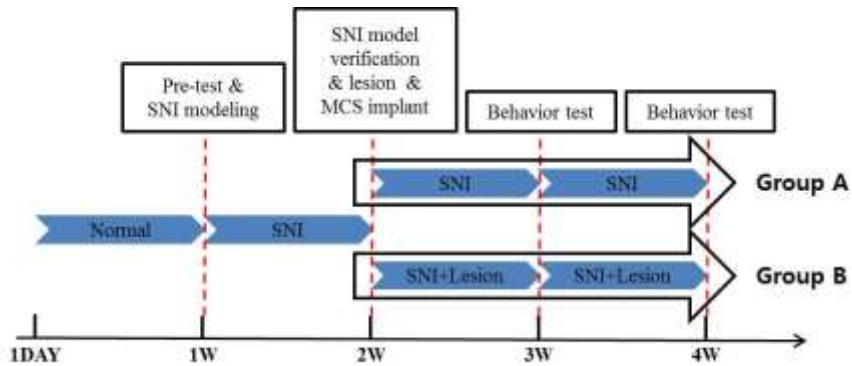 SNI model
verification
& lesion &
MCS implant
Pre-test &
SNI modeling
Behavior test
Behavior test
SNI
SNI
Group A
Normal
SNI
SNI+Lesion
SNI+Lesion
Group B
1DAY
1W
2W
3W
4W